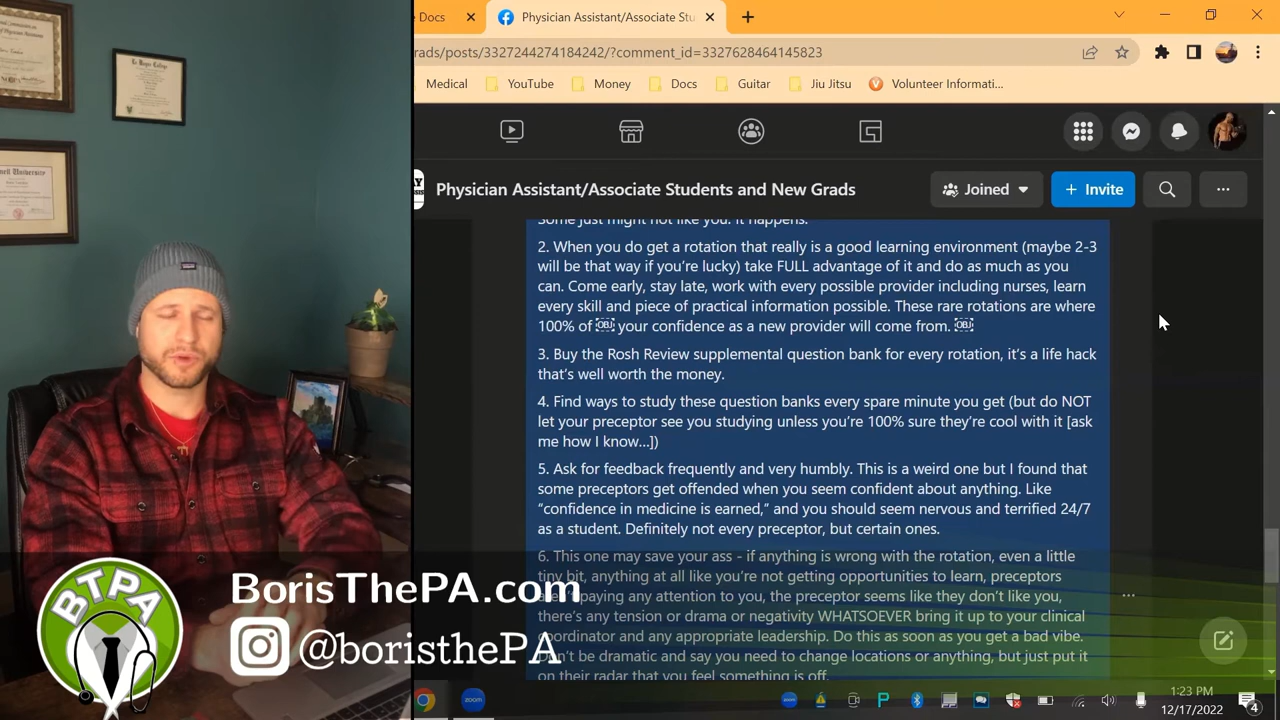 Docs
Physician Assistant/Associate Stu
rads/posts/3327244274184242/?comment_id=3327628464145823
Medical
YouTube
Money
Docs
Guitar
Jiu Jitsu
Volunteer Informati...
Le Moyne College
Physician Assistant/Associate Students and New Grads
Joined
+ Invite
Some just might not like you. It happens.
2. When you do get a rotation that really is a good learning environment (maybe 2-3
will be that way if you’re lucky) take FULL advantage of it and do as much as you
can. Come early, stay late, work with every possible provider including nurses, learn
every skill and piece of practical information possible. These rare rotations are where
100% of OBJ your confidence as a new provider will come from. OBJ
3. Buy the Rosh Review supplemental question bank for every rotation, it’s a life hack
that’s well worth the money.
4. Find ways to study these question banks every spare minute you get (but do NOT
let your preceptor see you studying unless you’re 100% sure they’re cool with it [ask
me how I know...])
5. Ask for feedback frequently and very humbly. This is a weird one but I found that
some preceptors get offended when you seem confident about anything. Like
“confidence in medicine is earned,” and you should seem nervous and terrified 24/7
as a student. Definitely not every preceptor, but certain ones.
6. This one may save your ass - if anything is wrong with the rotation, even a little
tiny bit, anything at all like you’re not getting opportunities to learn, preceptors
paying any attention to you, the preceptor seems like they don’t like you,
there’s any tension or drama or negativity WHATSOEVER bring it up to your clinical
coordinator and any appropriate leadership. Do this as soon as you get a bad vibe.
Don’t be dramatic and say you need to change locations or anything, but just put it
on their radar that you feel something is off.
BTPA
BorisThePA.com
@boristhePA
1:23 PM
12/17/2022
4